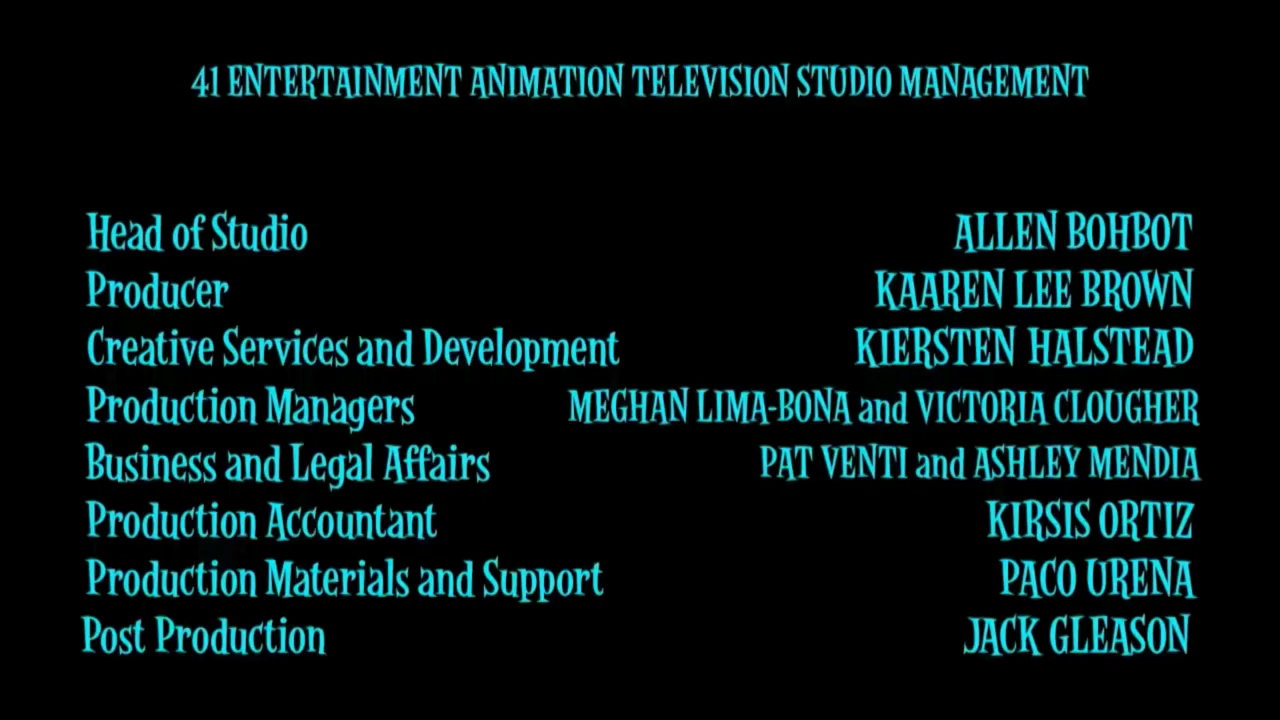 41 ENTERTAINMENT ANIMATION TELEVISION STUDIO MANAGEMENT
Head of Studio ALLEN BOHBOT
Producer KAAREN LEE BROWN
Creative Services and Development KIERSTEN HALSTEAD
Production Managers MEGHAN LIMA-BONA and VICTORIA CLOUGHER
Business and Legal Affairs PAT VENTI and ASHLEY MENDIA
Production Accountant KIRSIS ORTIZ
Production Materials and Support PACO URENA
Post Production JACK GLEASON